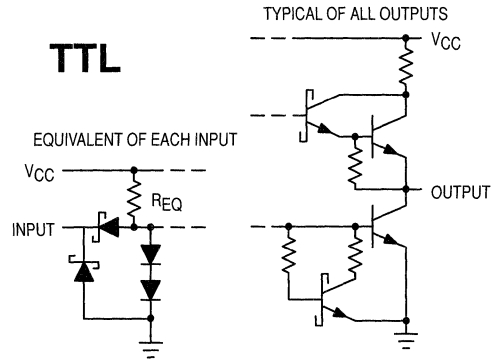 TYPICAL OF ALL OUTPUTS
VCC
TTL
EQUIVALENT OF EACH INPUT
VCC
REQ
OUTPUT
INPUT